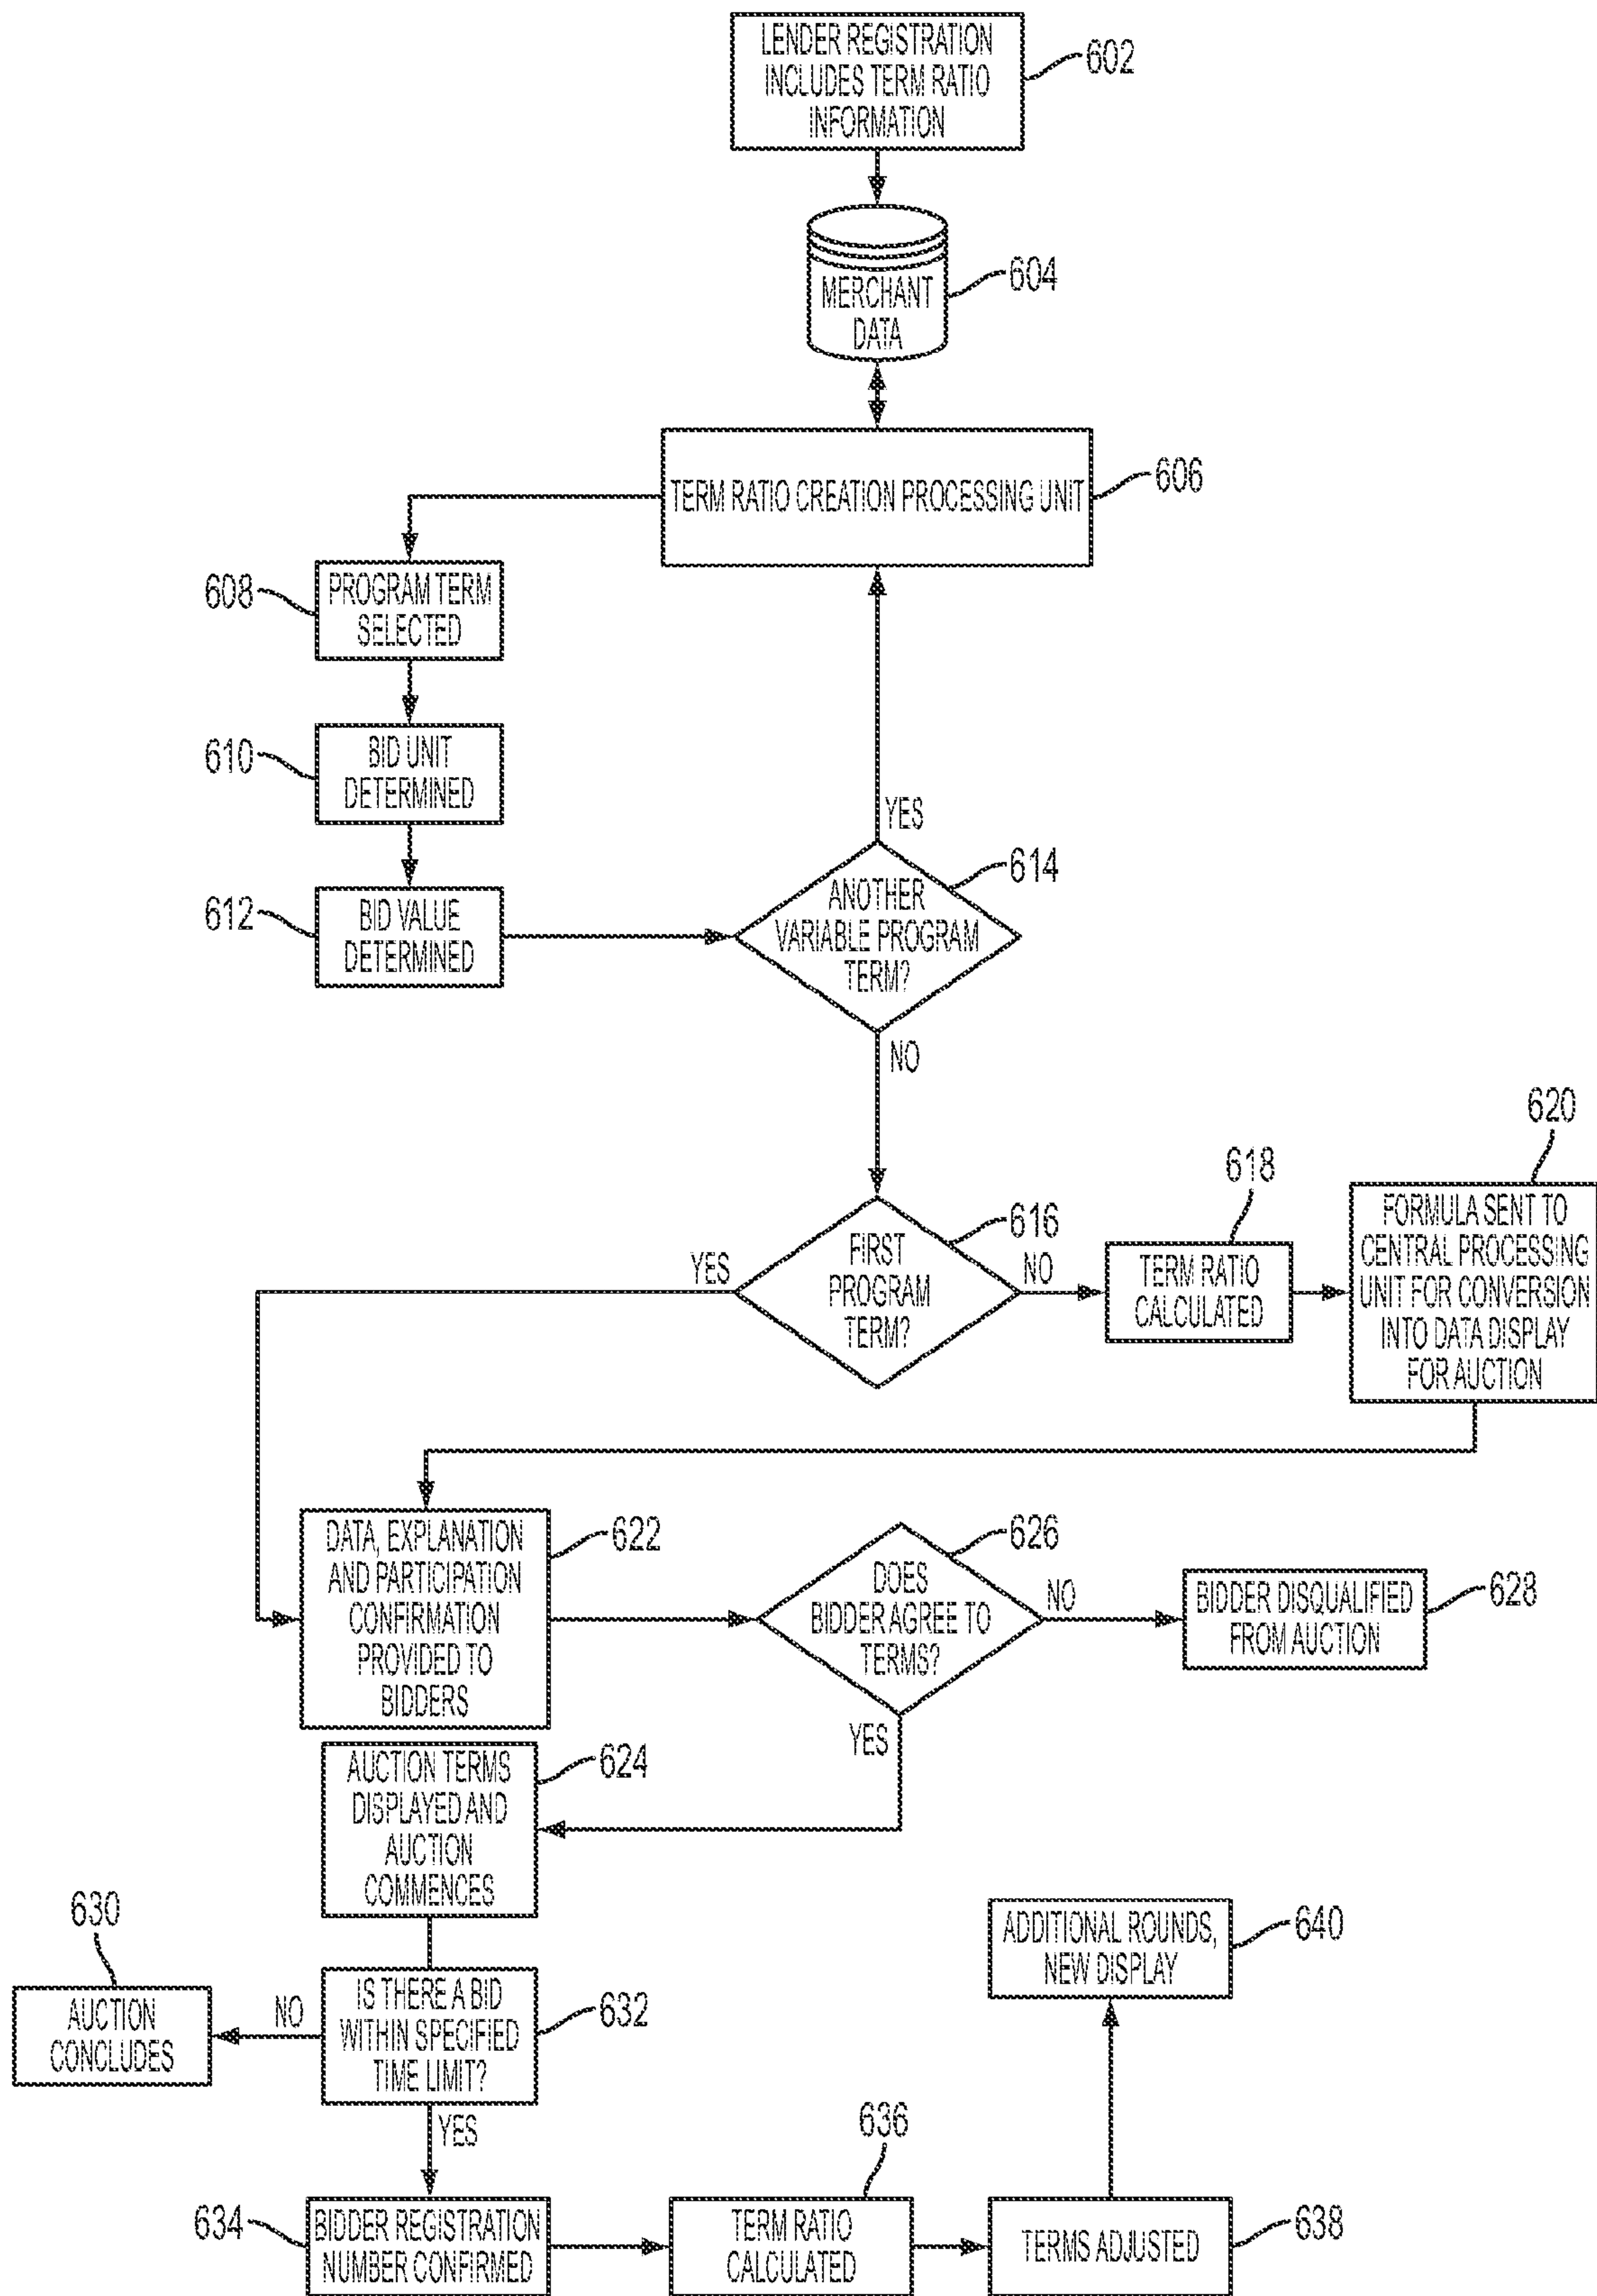 LENDER REGISTRATION
INCLUDES TERM RATIO
INFORMATION
602
MERCHANT
DATA
604
TERM RATIO CREATION PROCESSING UNIT
606
608
PROGRAM TERM
SELECTED
610
BID UNIT
DETERMINED
612
BID VALUE
DETERMINED
YES
614
ANOTHER
VARIABLE PROGRAM
TERM?
NO
616
YES
FIRST
PROGRAM
TERM?
NO
618
TERM RATIO
CALCULATED
620
FORMULA SENT TO
CENTRAL PROCESSING
UNIT FOR CONVERSION
INTO DATA DISPLAY
FOR AUCTION
DATA, EXPLANATION
AND PARTICIPATION
CONFIRMATION
PROVIDED TO
BIDDERS
622
626
DOES
BIDDER AGREE TO
TERMS?
NO
BIDDER DISQUALIFIED
FROM AUCTION
628
YES
AUCTION TERMS
DISPLAYED AND
AUCTION
COMMENCES
624
630
AUCTION
CONCLUDES
NO
IS THERE A BID
WITHIN SPECIFIED
TIME LIMIT?
632
ADDITIONAL ROUNDS,
NEW DISPLAY
640
YES
634
BIDDER REGISTRATION
NUMBER CONFIRMED
636
TERM RATIO
CALCULATED
TERMS ADJUSTED
638